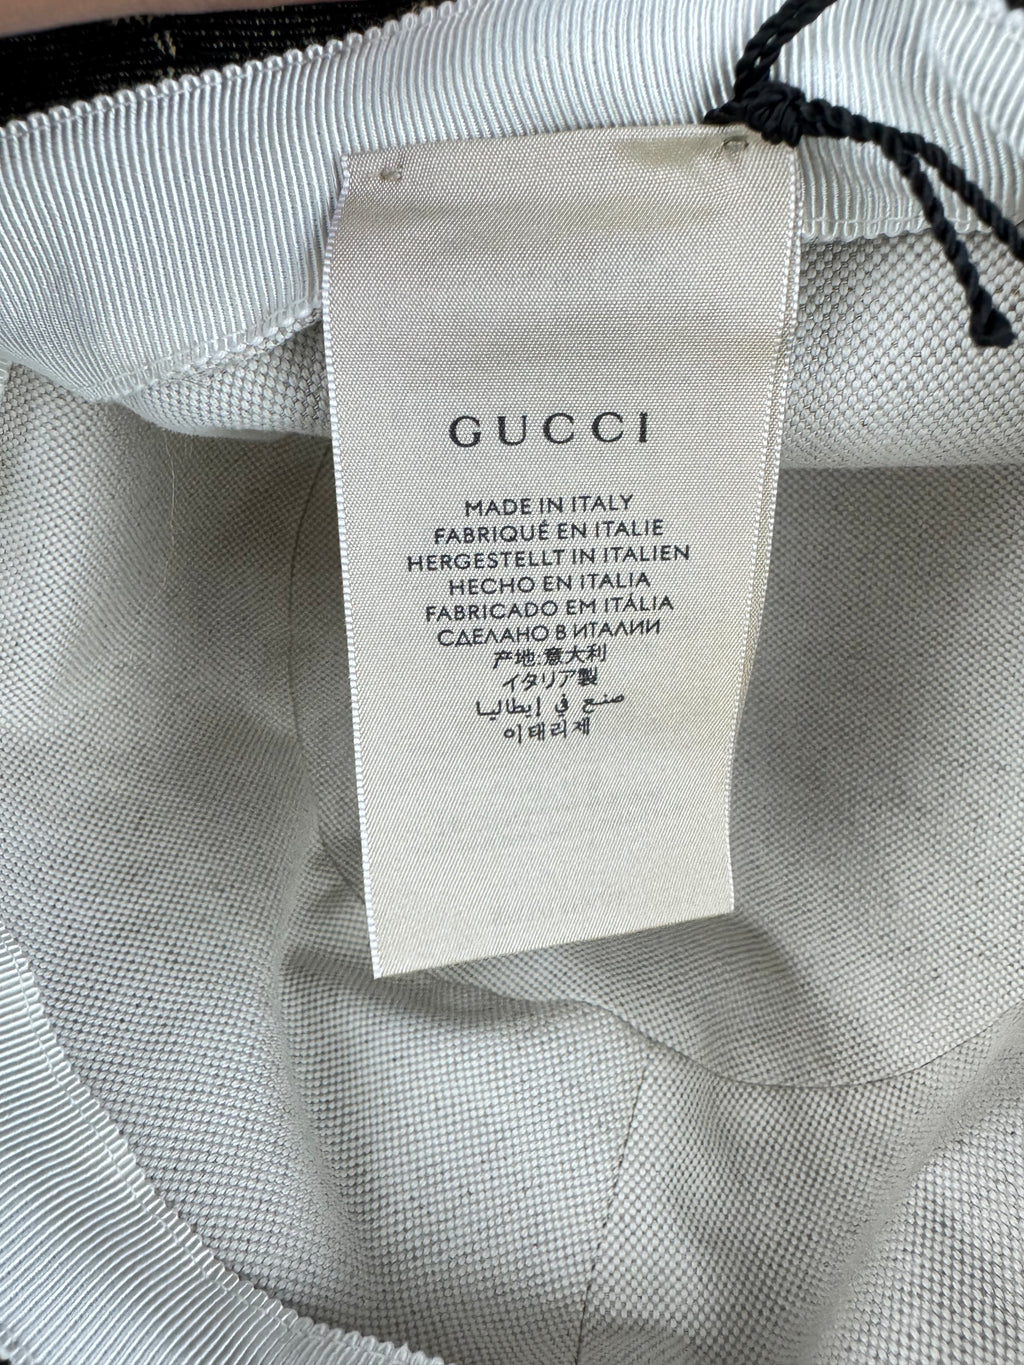 GUCCI
MADE IN ITALY
FABRIQUÉ EN ITALIE
HERGESTELLT IN ITALIEN
HECHO EN ITALIA
FABRICADO EM ITÁLIA
СДЕЛАНО В ИТАЛИИ
产地:意大利
イタリア製
صنع في إيطاليا
이태리제